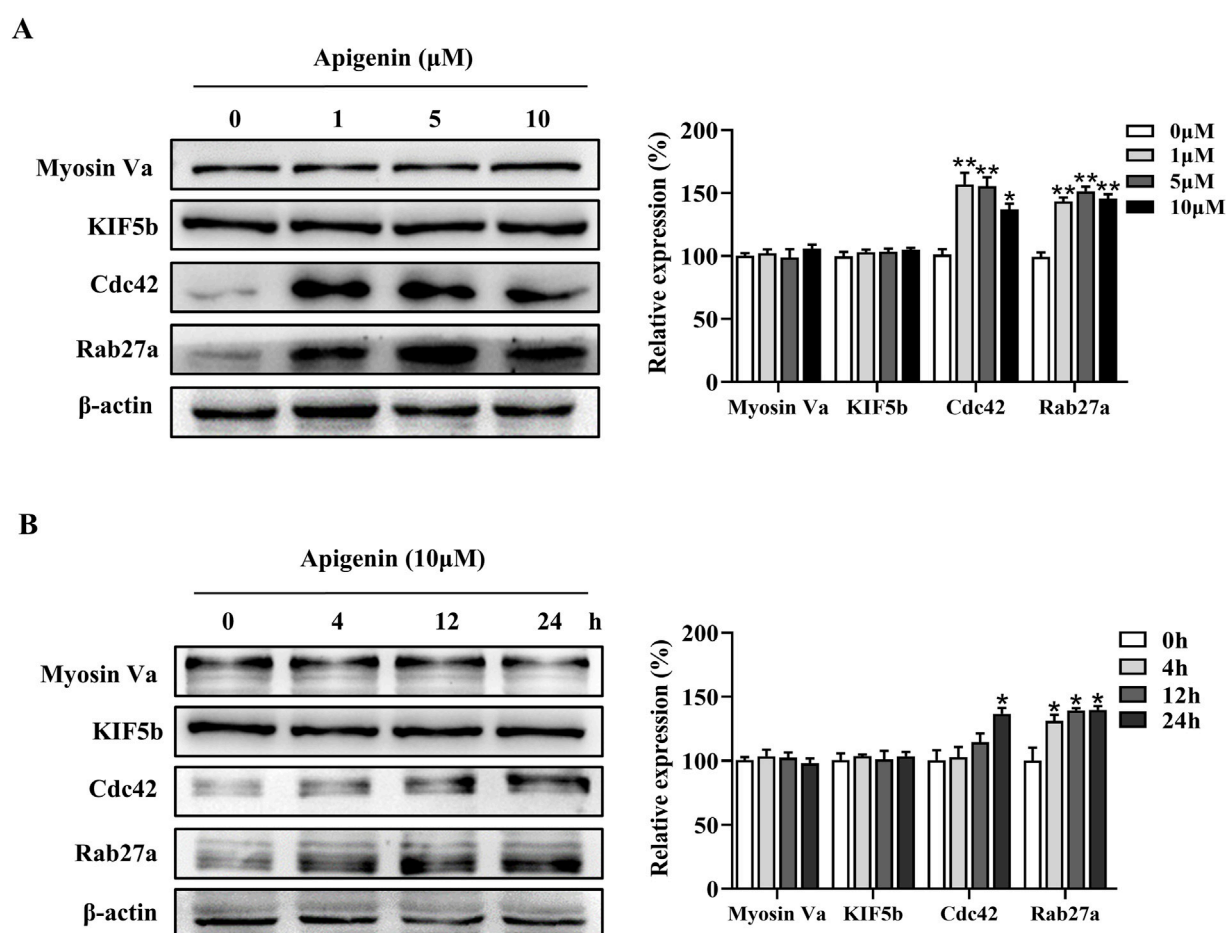 A
Apigenin (μM)
0 1 5 10
Myosin Va
KIF5b
Cdc42
Rab27a
β-actin
Relative expression (%)
200
150
100
50
0
** ** *
** ** **
Myosin Va KIF5b Cdc42 Rab27a
0μM
1μM
5μM
10μM
B
Apigenin (10μM)
0 4 12 24 h
Myosin Va
KIF5b
Cdc42
Rab27a
β-actin
Relative expression (%)
200
150
100
50
0
*
* * *
Myosin Va KIF5b Cdc42 Rab27a
0h
4h
12h
24h